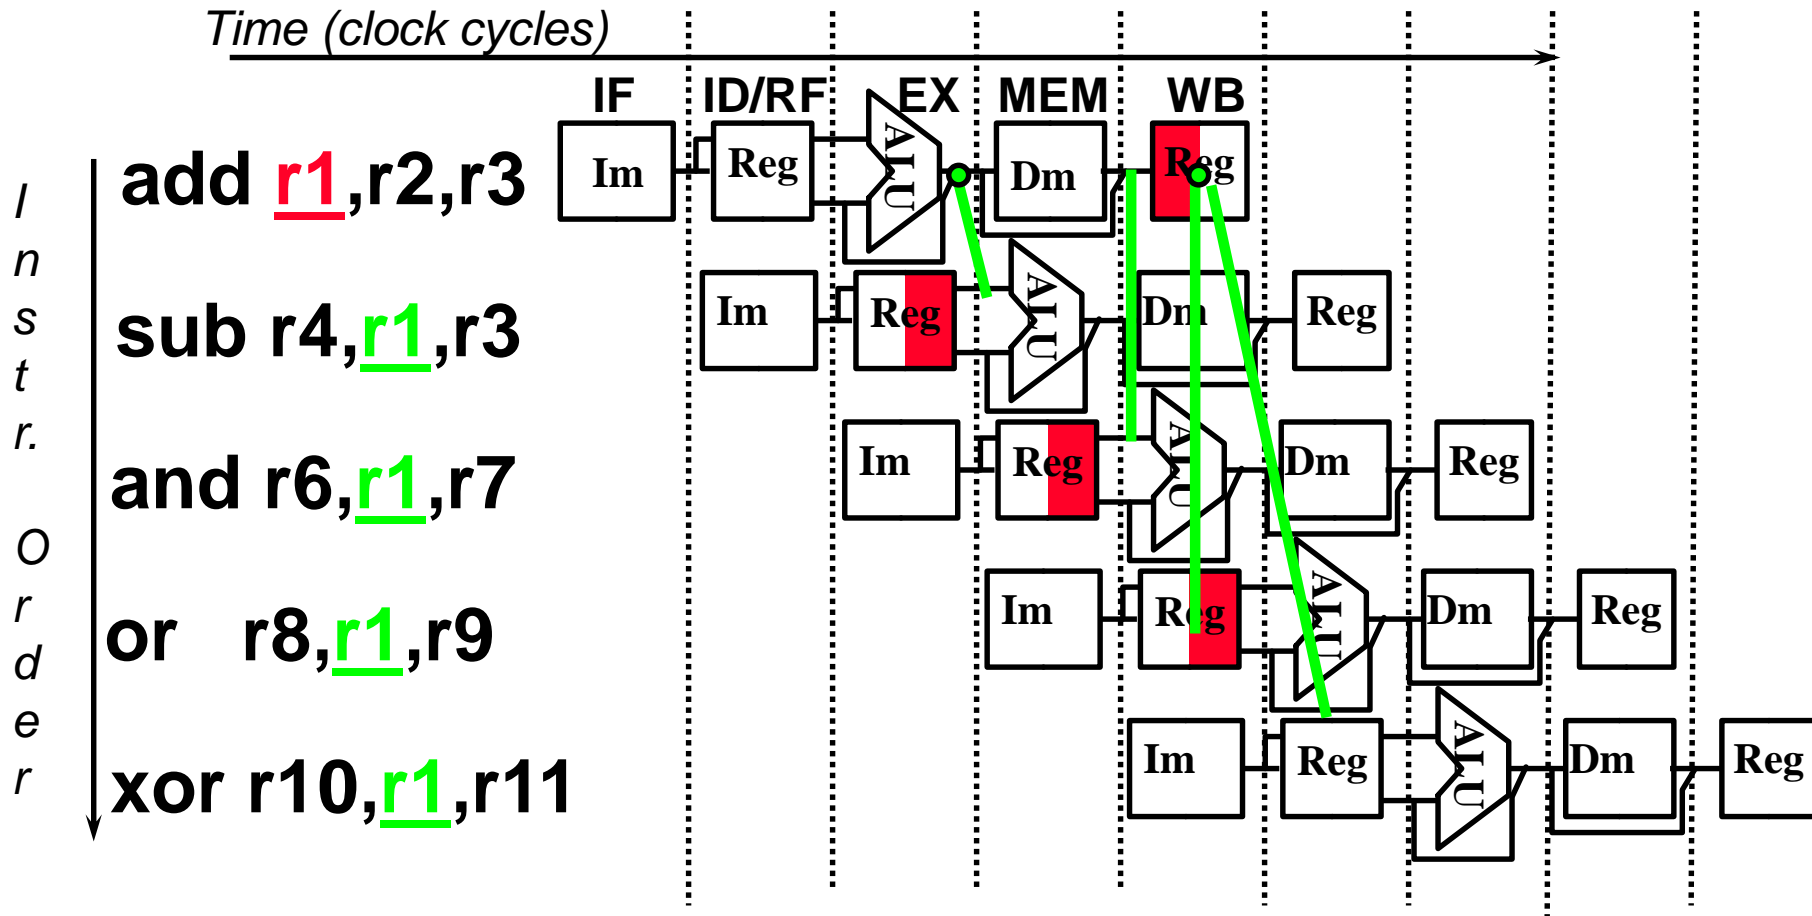 Time (clock cycles)
IF ID/RF EX MEM WB
Instr. Order
add r1,r2,r3
Im Reg ALU Dm Reg
sub r4,r1,r3
Im Reg ALU Dm Reg
and r6,r1,r7
Im Reg ALU Dm Reg
or r8,r1,r9
Im Reg ALU Dm Reg
xor r10,r1,r11
Im Reg ALU Dm Reg